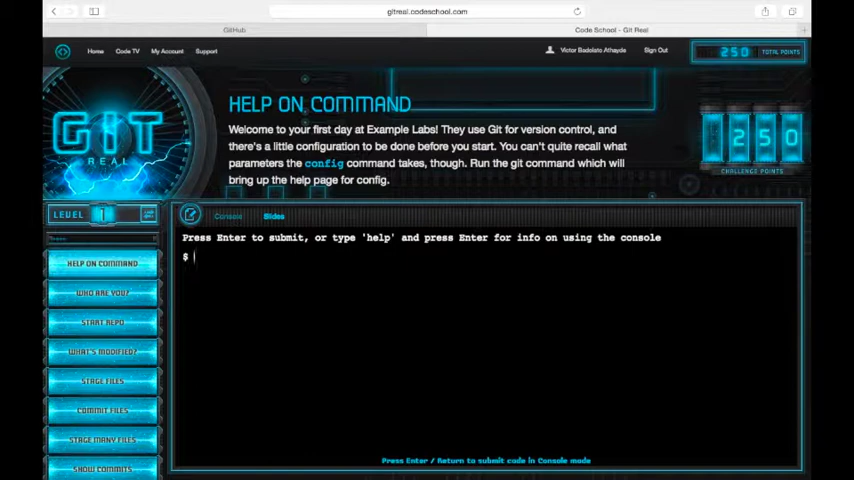 gitreal.codeschool.com
GitHub
Code School - Git Real
Home Code TV My Account Support
Victor Badolato Athayde Sign Out
250 TOTAL POINTS
GIT
REAL
HELP ON COMMAND
Welcome to your first day at Example Labs! They use Git for version control, and
there's a little configuration to be done before you start. You can't quite recall what
parameters the config command takes, though. Run the git command which will
bring up the help page for config.
250
CHALLENGE POINTS
LEVEL 1
Console Slides
Press Enter to submit, or type 'help' and press Enter for info on using the console
$
HELP ON COMMAND
WHO ARE YOU?
START REPO
WHAT'S MODIFIED?
STAGE FILES
COMMIT FILES
STAGE MANY FILES
SHOW COMMITS
Press Enter / Return to submit code in Console mode